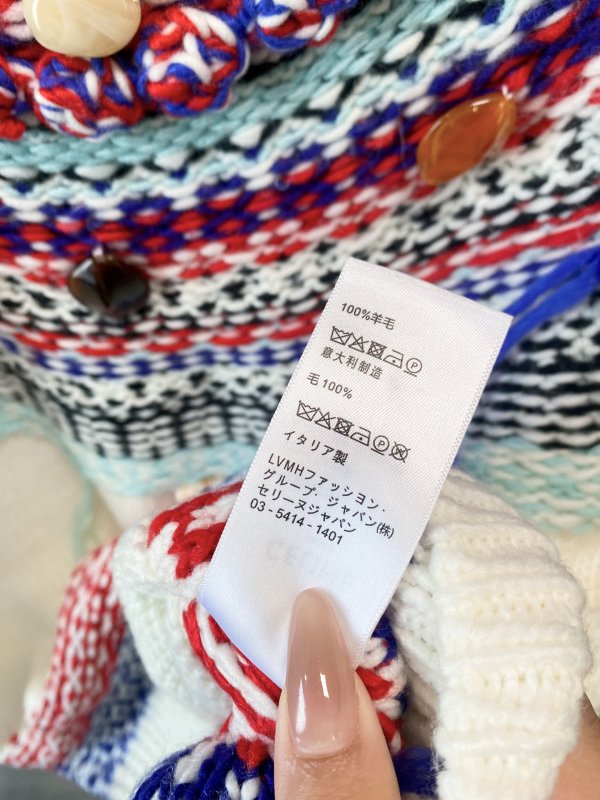 100%羊毛
P
意大利制造
毛 100%
P
イタリア製
LVMHファッション・
グループ・ジャパン(株)
セリーヌジャパン
03-5414-1401